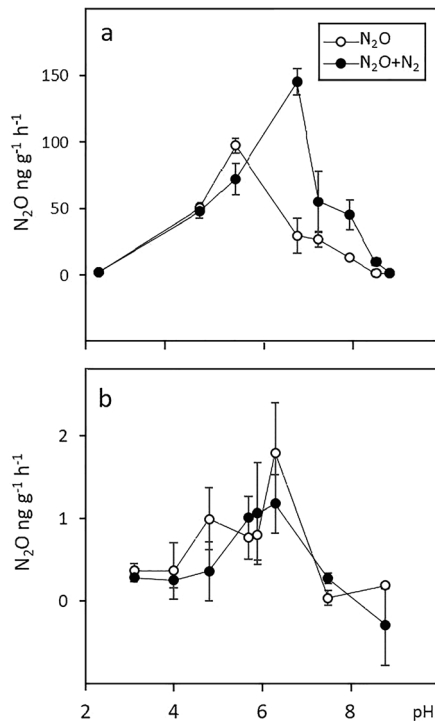 a
N₂O
N₂O+N₂
150
100
50
0
N₂O ng g⁻¹ h⁻¹
b
2
1
0
N₂O ng g⁻¹ h⁻¹
2 4 6 8 pH